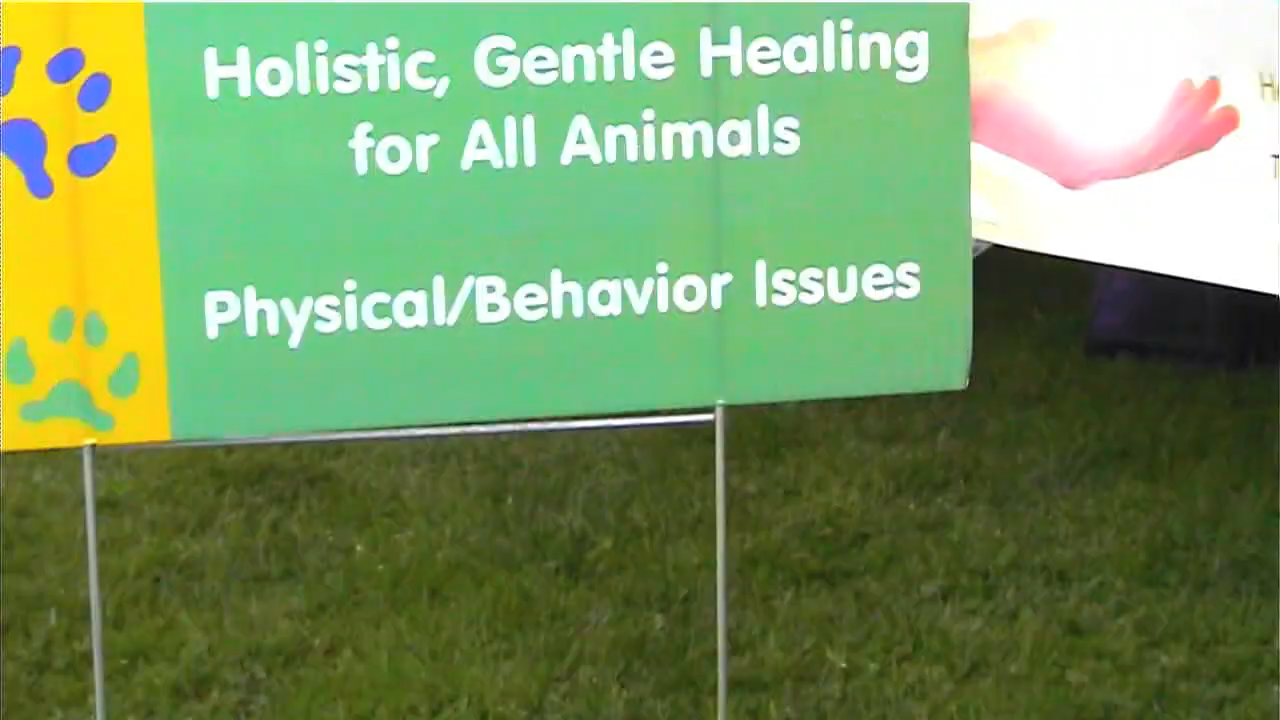 Holistic, Gentle Healing
for All Animals
Physical/Behavior Issues